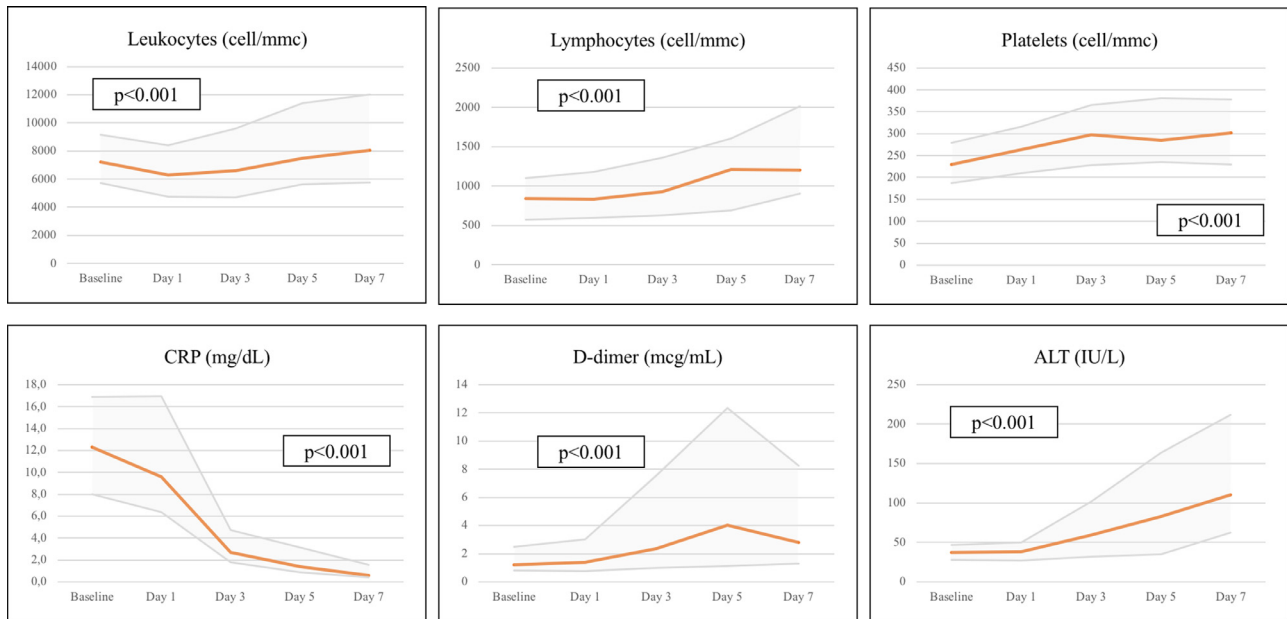 Leukocytes (cell/mmc)
14000
12000
10000
8000
6000
4000
2000
0
p<0.001
Baseline Day 1 Day 3 Day 5 Day 7
Lymphocytes (cell/mmc)
2500
2000
1500
1000
500
0
p<0.001
Baseline Day 1 Day 3 Day 5 Day 7
Platelets (cell/mmc)
450
400
350
300
250
200
150
100
50
0
p<0.001
Baseline Day 1 Day 3 Day 5 Day 7
CRP (mg/dL)
18,0
16,0
14,0
12,0
10,0
8,0
6,0
4,0
2,0
0,0
p<0.001
Baseline Day 1 Day 3 Day 5 Day 7
D-dimer (mcg/mL)
14
12
10
8
6
4
2
0
p<0.001
Baseline Day 1 Day 3 Day 5 Day 7
ALT (IU/L)
250
200
150
100
50
0
p<0.001
Baseline Day 1 Day 3 Day 5 Day 7